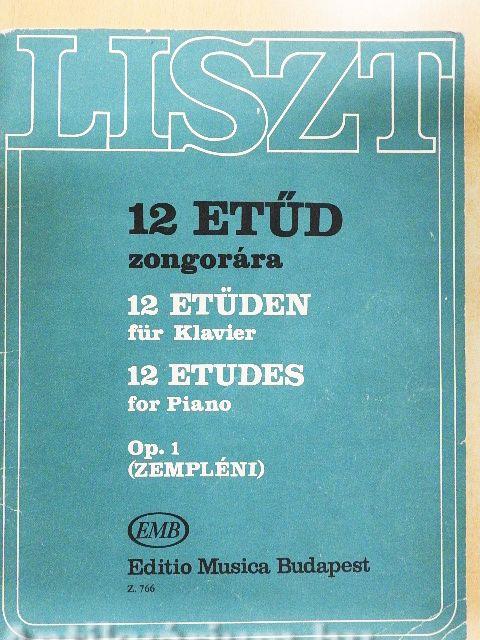 LISZT
12 ETŰD
zongorára
12 ETÜDEN
für Klavier
12 ETUDES
for Piano
Op. 1
(ZEMPLÉNI)
EMB
Editio Musica Budapest
Z. 766